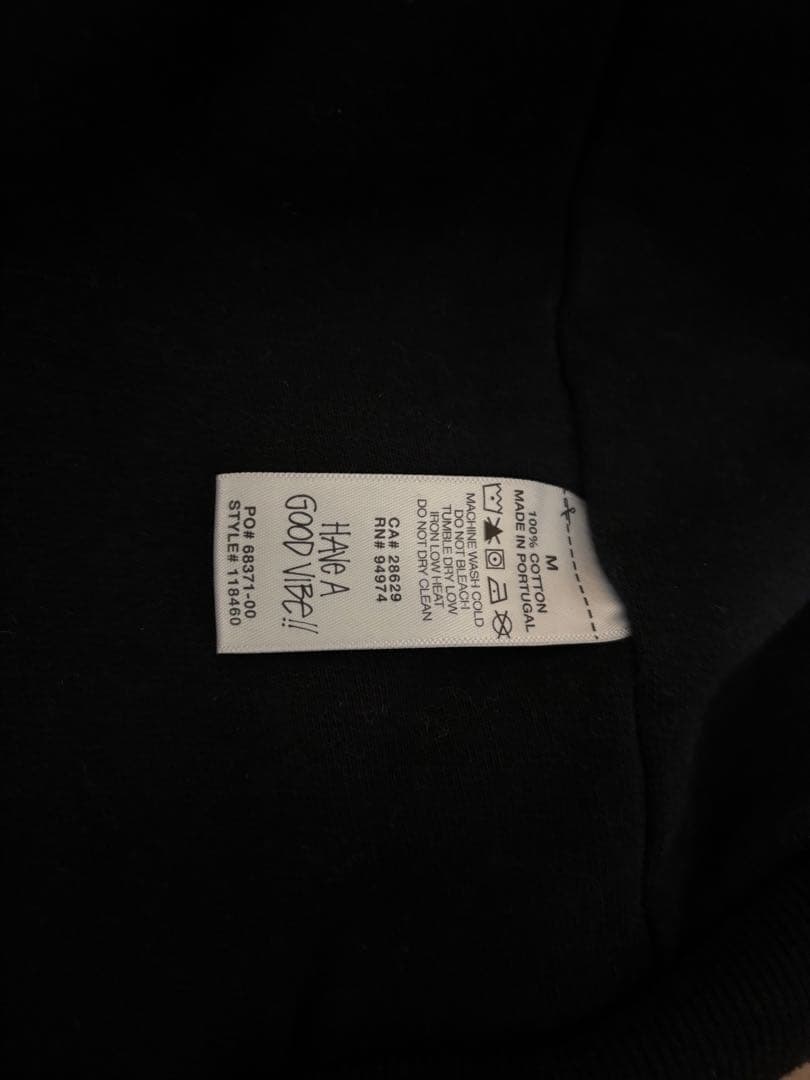 M
100% COTTON
MADE IN PORTUGAL
MACHINE WASH COLD
DO NOT BLEACH
TUMBLE DRY LOW
IRON LOW HEAT
DO NOT DRY CLEAN
CA# 28629
RN# 94974
HAVE A
GOOD VIBE!!
PO# 68371-00
STYLE# 118460